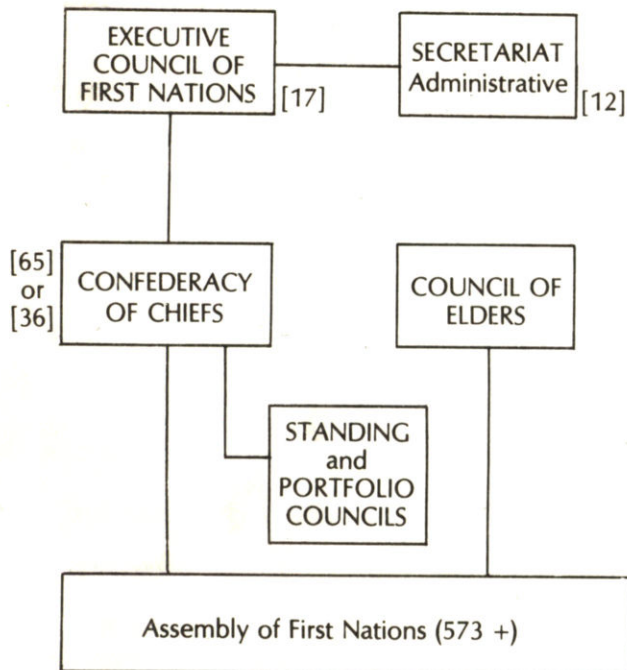 EXECUTIVE
COUNCIL OF
FIRST NATIONS
[17]
SECRETARIAT
Administrative
[12]
[65]
or
[36]
CONFEDERACY
OF CHIEFS
COUNCIL OF
ELDERS
STANDING
and
PORTFOLIO
COUNCILS
Assembly of First Nations (573 +)